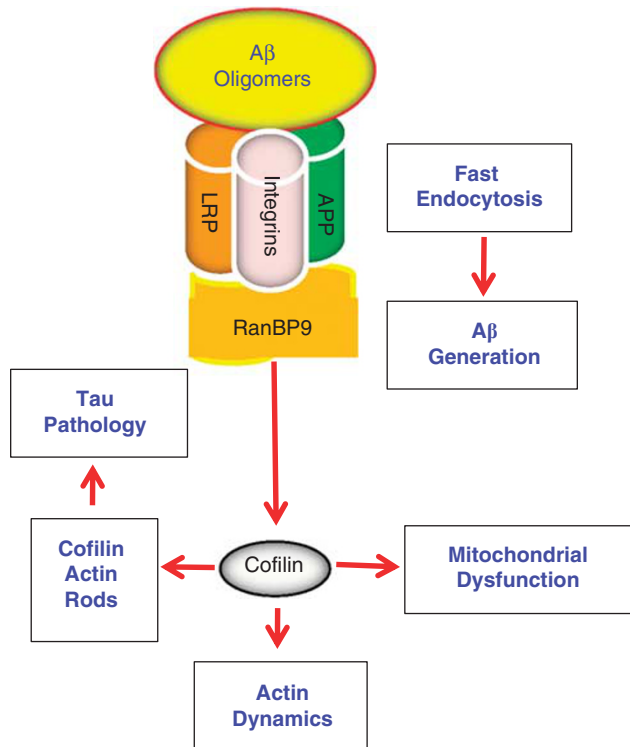 Aβ
Oligomers
LRP
Integrins
APP
Fast
Endocytosis
RanBP9
Aβ
Generation
Tau
Pathology
Cofilin
Actin
Rods
Cofilin
Mitochondrial
Dysfunction
Actin
Dynamics